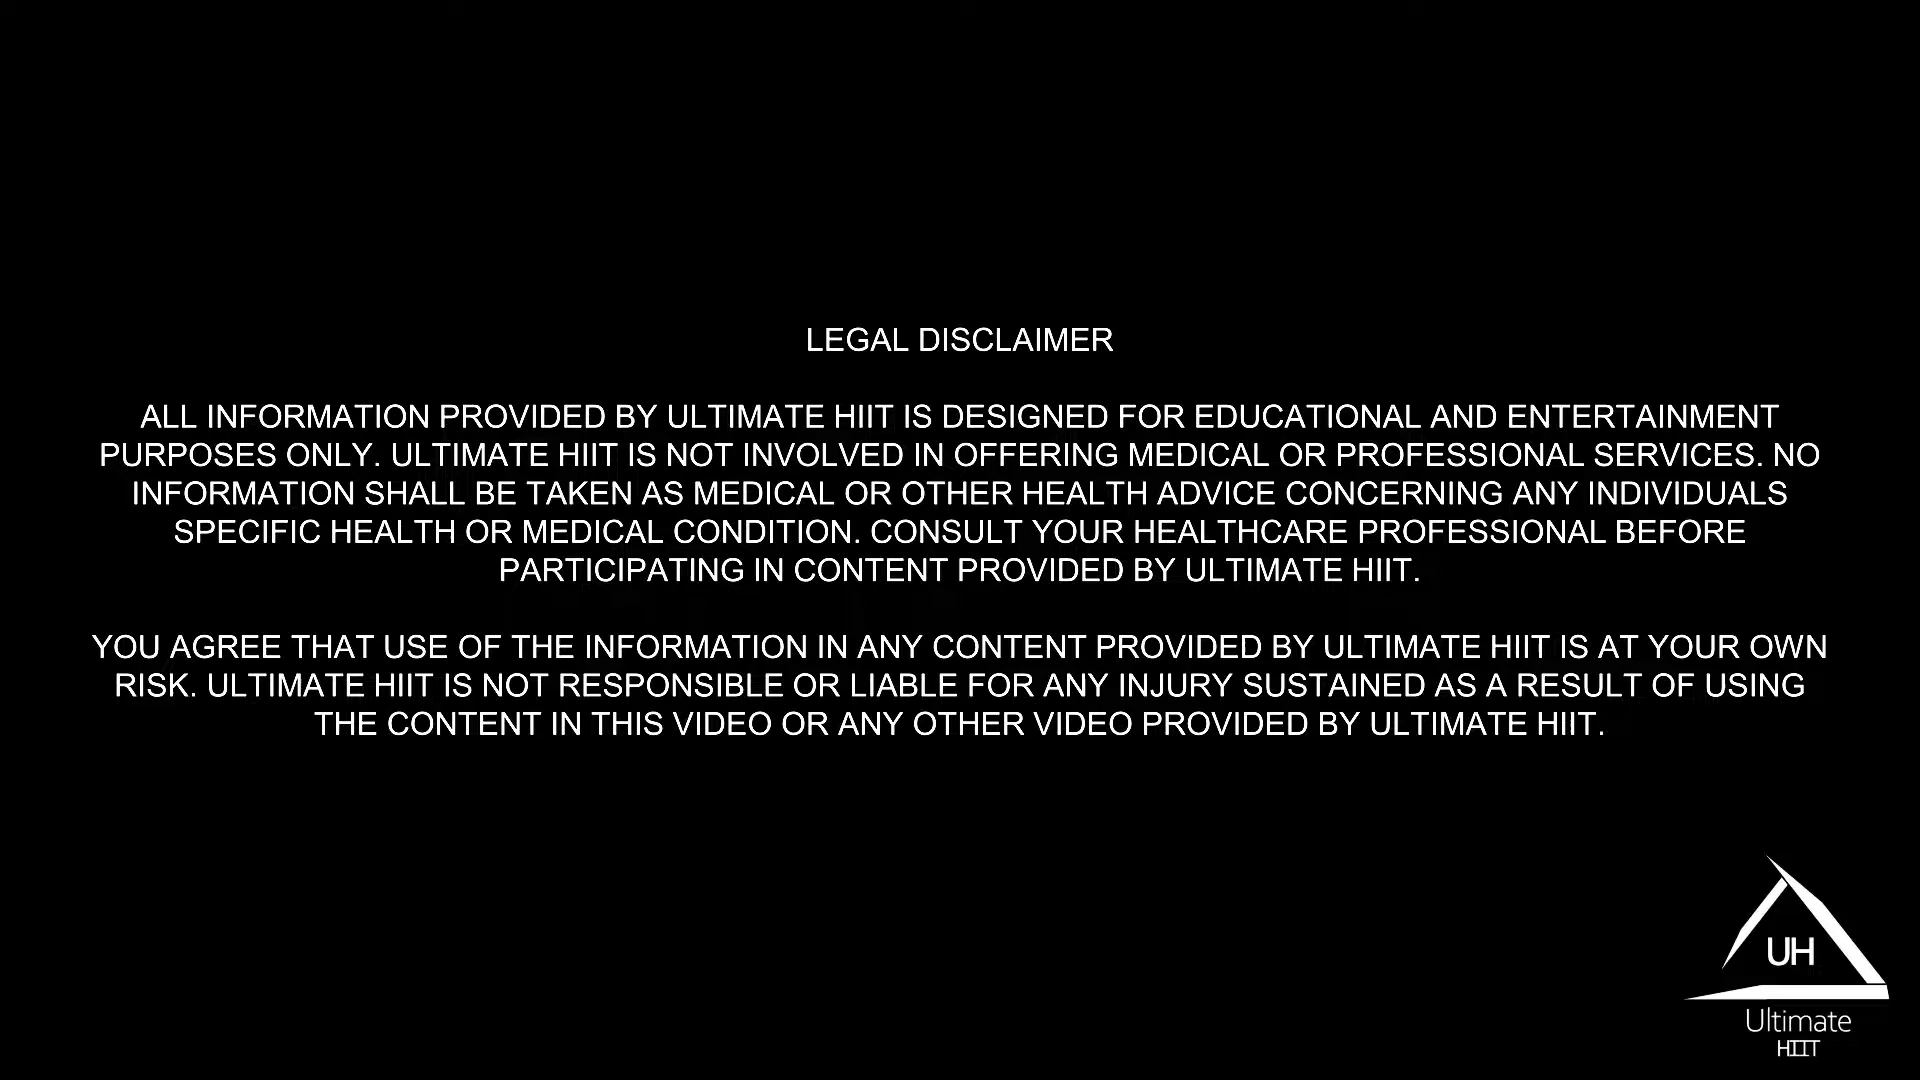 LEGAL DISCLAIMER
ALL INFORMATION PROVIDED BY ULTIMATE HIIT IS DESIGNED FOR EDUCATIONAL AND ENTERTAINMENT
PURPOSES ONLY. ULTIMATE HIIT IS NOT INVOLVED IN OFFERING MEDICAL OR PROFESSIONAL SERVICES. NO
INFORMATION SHALL BE TAKEN AS MEDICAL OR OTHER HEALTH ADVICE CONCERNING ANY INDIVIDUALS
SPECIFIC HEALTH OR MEDICAL CONDITION. CONSULT YOUR HEALTHCARE PROFESSIONAL BEFORE
PARTICIPATING IN CONTENT PROVIDED BY ULTIMATE HIIT.
YOU AGREE THAT USE OF THE INFORMATION IN ANY CONTENT PROVIDED BY ULTIMATE HIIT IS AT YOUR OWN
RISK. ULTIMATE HIIT IS NOT RESPONSIBLE OR LIABLE FOR ANY INJURY SUSTAINED AS A RESULT OF USING
THE CONTENT IN THIS VIDEO OR ANY OTHER VIDEO PROVIDED BY ULTIMATE HIIT.
UH
Ultimate
HIIT